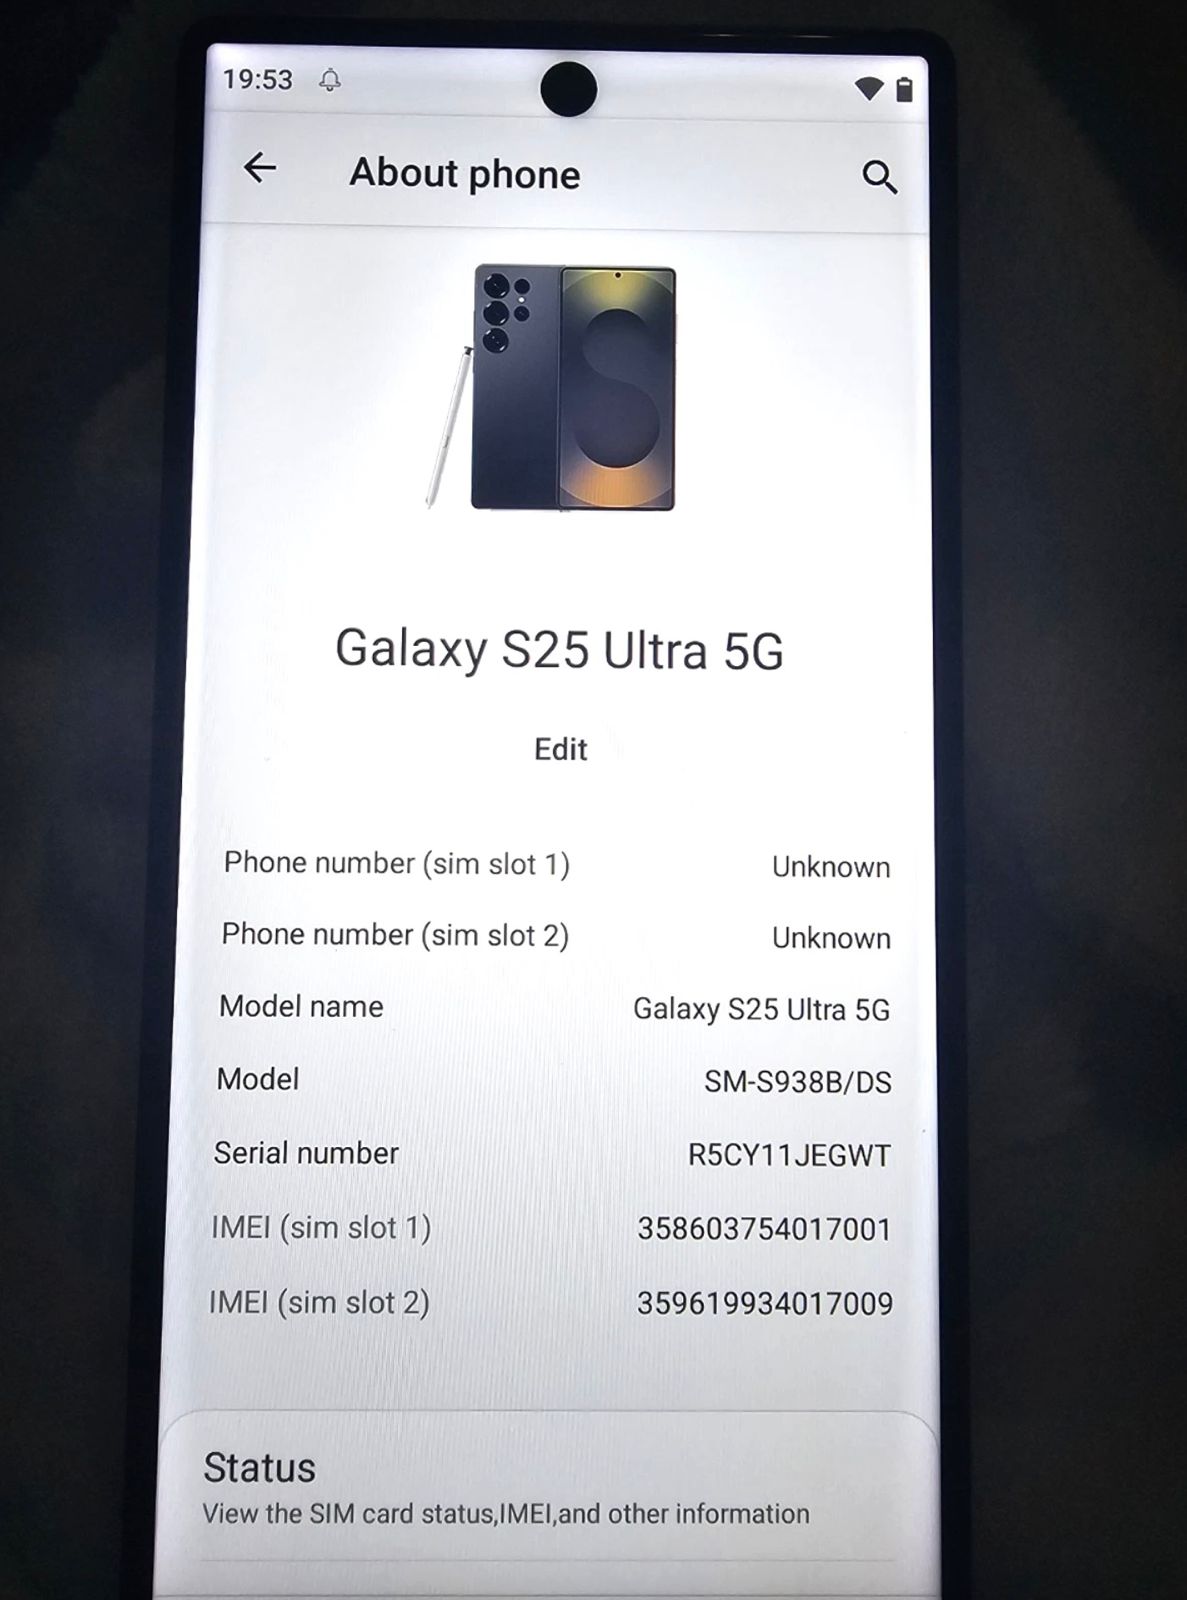 19:53
About phone
Galaxy S25 Ultra 5G
Edit
Phone number (sim slot 1) Unknown
Phone number (sim slot 2) Unknown
Model name Galaxy S25 Ultra 5G
Model SM-S938B/DS
Serial number R5CY11JEGWT
IMEI (sim slot 1) 358603754017001
IMEI (sim slot 2) 359619934017009
Status
View the SIM card status,IMEI,and other information